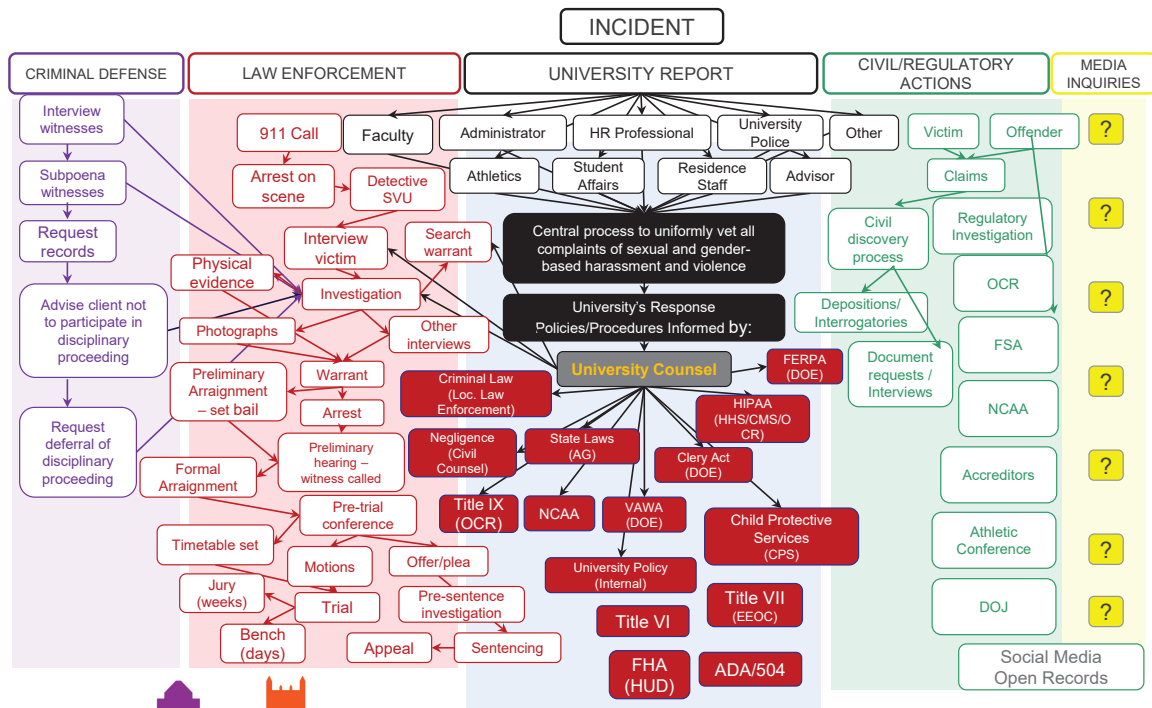 INCIDENT
CRIMINAL DEFENSE
LAW ENFORCEMENT
UNIVERSITY REPORT
CIVIL/REGULATORY
ACTIONS
MEDIA
INQUIRIES
Interview
witnesses
Subpoena
witnesses
Request
records
Advise client not
to participate in
disciplinary
proceeding
Request
deferral of
disciplinary
proceeding
911 Call
Arrest on
scene
Detective
SVU
Interview
victim
Search
warrant
Physical
evidence
Investigation
Photographs
Other
interviews
Warrant
Preliminary
Arraignment
– set bail
Arrest
Preliminary
hearing –
witness called
Formal
Arraignment
Pre-trial
conference
Timetable set
Motions
Offer/plea
Jury
(weeks)
Trial
Pre-sentence
investigation
Bench
(days)
Appeal
Sentencing
Faculty
Administrator
HR Professional
University
Police
Other
Athletics
Student
Affairs
Residence
Staff
Advisor
Central process to uniformly vet all
complaints of sexual and gender-
based harassment and violence
University's Response
Policies/Procedures Informed by:
University Counsel
FERPA
(DOE)
Criminal Law
(Loc. Law
Enforcement)
HIPAA
(HHS/CMS/O
CR)
Negligence
(Civil
Counsel)
State Laws
(AG)
Clery Act
(DOE)
Title IX
(OCR)
NCAA
VAWA
(DOE)
Child Protective
Services
(CPS)
University Policy
(Internal)
Title VI
Title VII
(EEOC)
FHA
(HUD)
ADA/504
Victim
Offender
Claims
Civil
discovery
process
Regulatory
Investigation
OCR
Depositions/
Interrogatories
FSA
Document
requests /
Interviews
NCAA
Accreditors
Athletic
Conference
DOJ
Social Media
Open Records
?
?
?
?
?
?
?